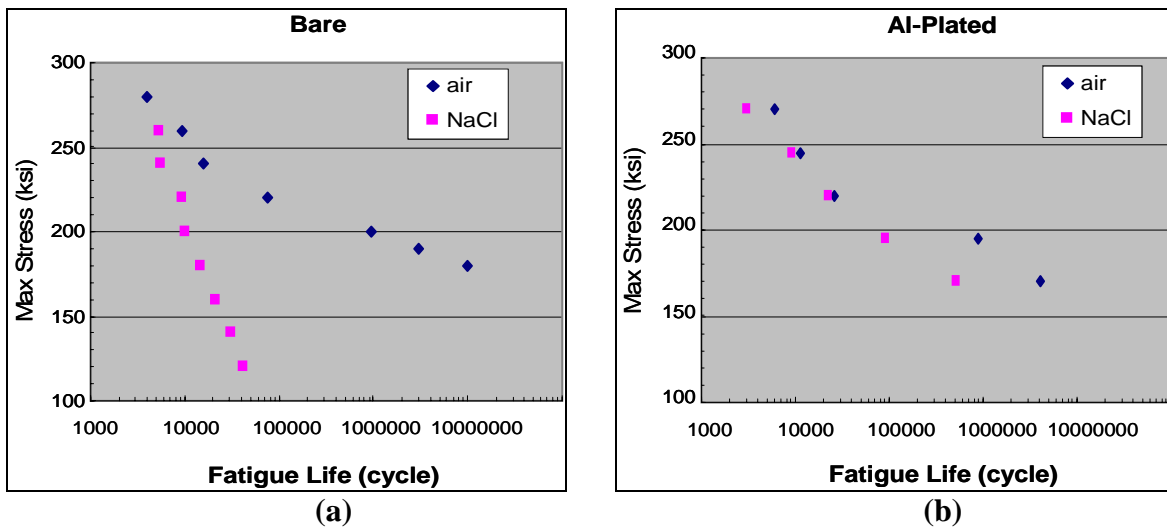 Bare
300
250
200
150
100
Max Stress (ksi)
air
NaCl
1000 10000 100000 1000000 10000000
Fatigue Life (cycle)
(a)
Al-Plated
300
250
200
150
100
Max Stress (ksi)
air
NaCl
1000 10000 100000 1000000 10000000
Fatigue Life (cycle)
(b)